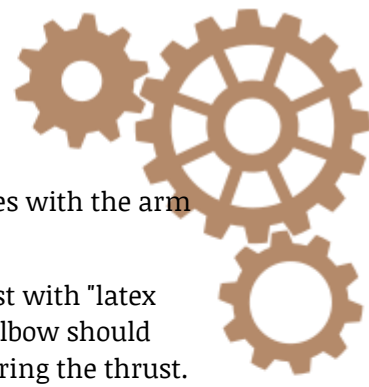 es with the arm
st with "latex
lbow should
ring the thrust.